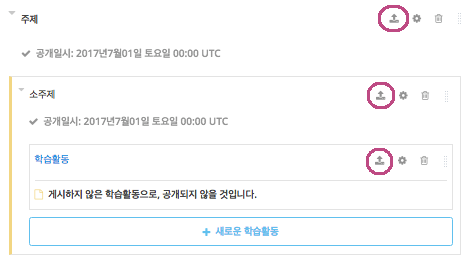 주제
공개일시: 2017년7월01일 토요일 00:00 UTC
소주제
공개일시: 2017년7월01일 토요일 00:00 UTC
학습활동
게시하지 않은 학습활동으로, 공개되지 않을 것입니다.
+ 새로운 학습활동